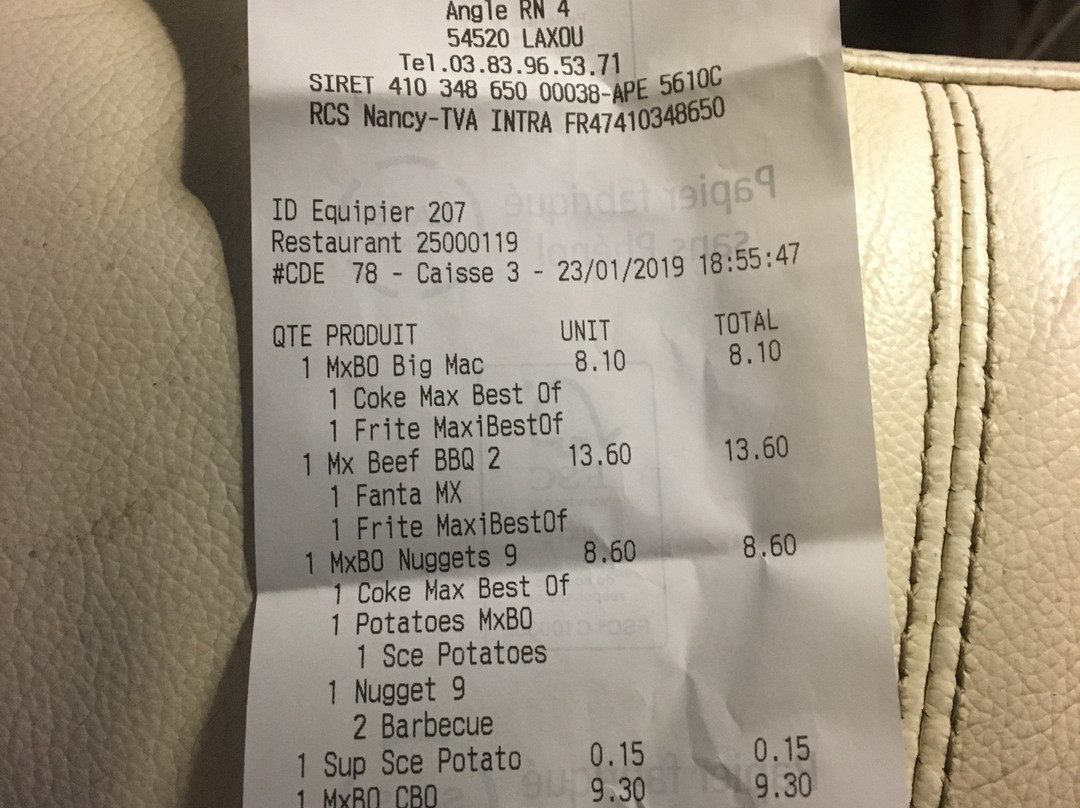 Angle RN 4
54520 LAXOU
Tel.03.83.96.53.71
SIRET 410 348 650 00038-APE 5610C
RCS Nancy-TVA INTRA FR47410348650
Papier fabriqué
sans Phénol
ID Equipier 207
Restaurant 25000119
#CDE 78 - Caisse 3 - 23/01/2019 18:55:47
QTE PRODUIT UNIT TOTAL
1 MxBO Big Mac 8.10 8.10
1 Coke Max Best Of
1 Frite MaxiBestOf
1 Mx Beef BBQ 2 13.60 13.60
1 Fanta MX
1 Frite MaxiBestOf
1 MxBO Nuggets 9 8.60 8.60
1 Coke Max Best Of
1 Potatoes MxBO
1 Sce Potatoes
1 Nugget 9
2 Barbecue
1 Sup Sce Potato 0.15 0.15
1 MxBO CBO 9.30 9.30